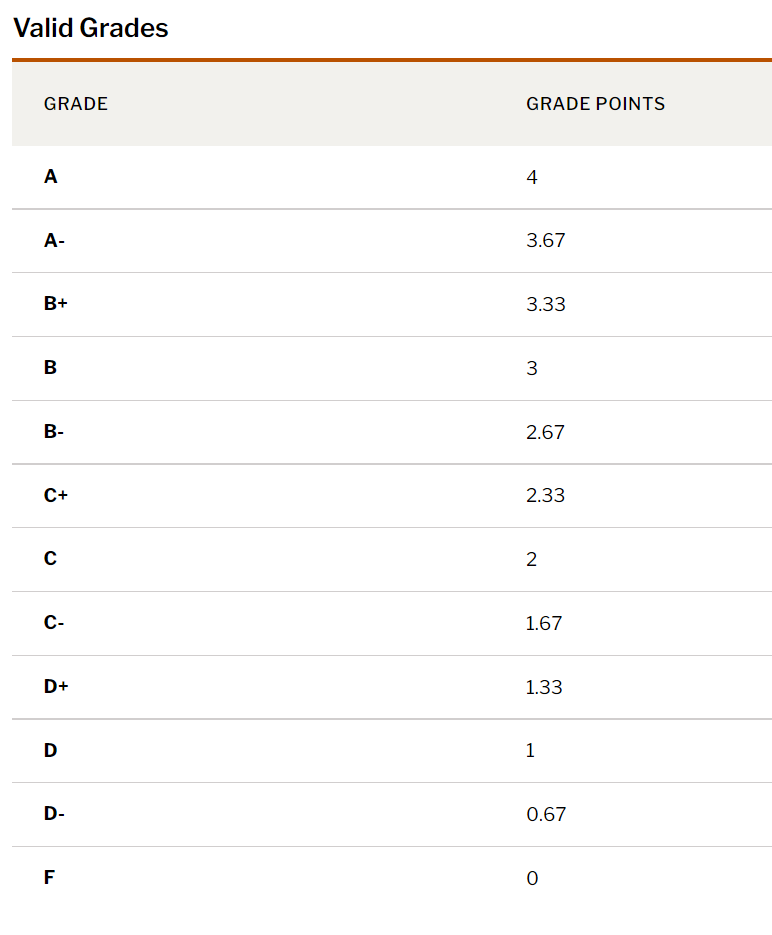 Valid Grades
GRADE GRADE POINTS
A 4
A- 3.67
B+ 3.33
B 3
B- 2.67
C+ 2.33
C 2
C- 1.67
D+ 1.33
D 1
D- 0.67
F 0